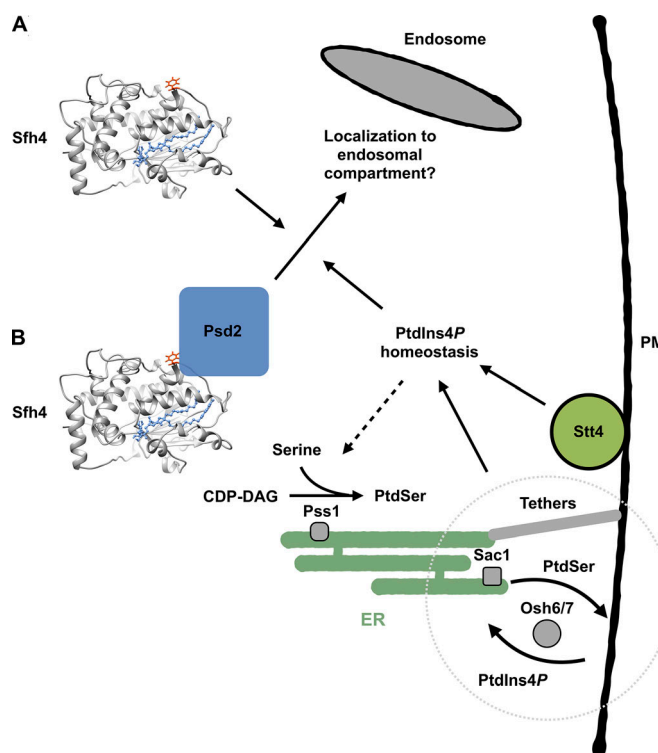 A
Endosome
Sfh4
Localization to
endosomal
compartment?
Psd2
B
PtdIns4P
homeostasis
PM
Sfh4
Stt4
Serine
CDP-DAG
PtdSer
Tethers
Pss1
Sac1
PtdSer
ER
Osh6/7
PtdIns4P